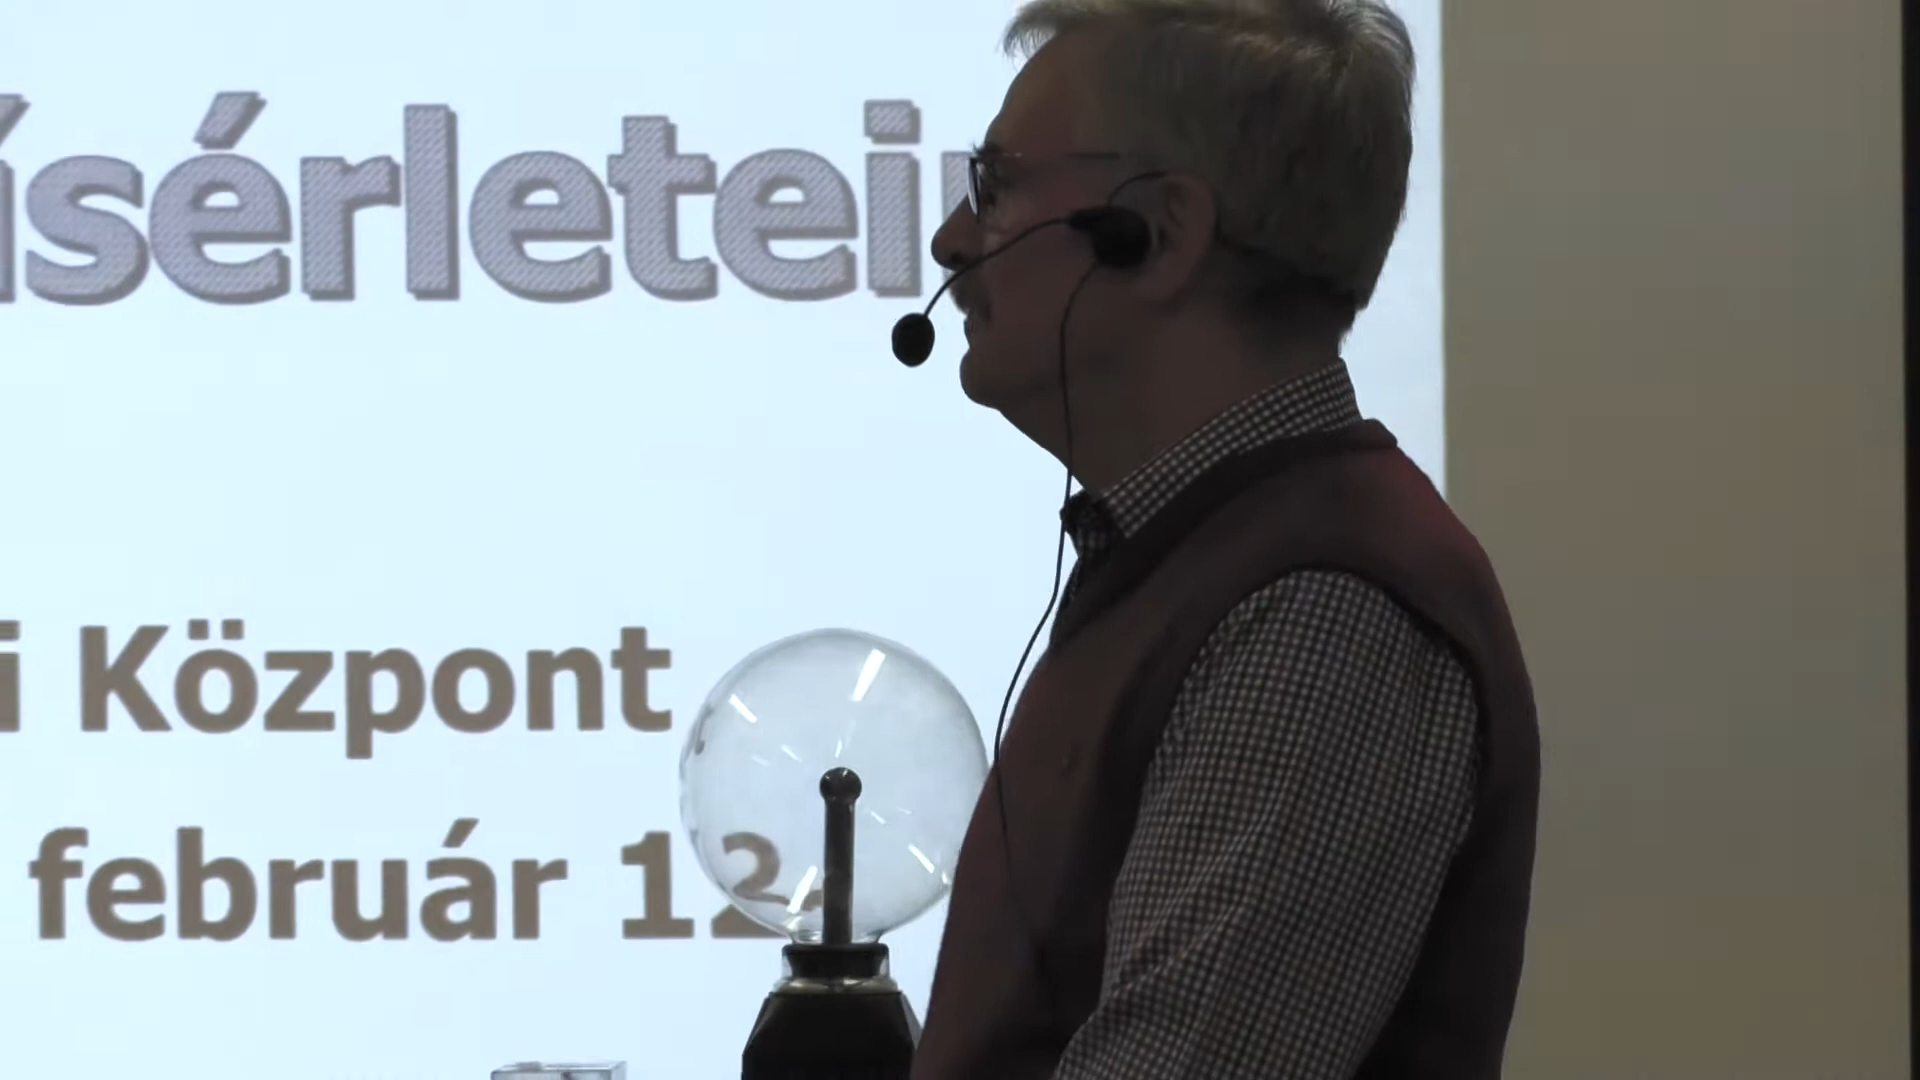 ísérletei
i Központ
február 12.